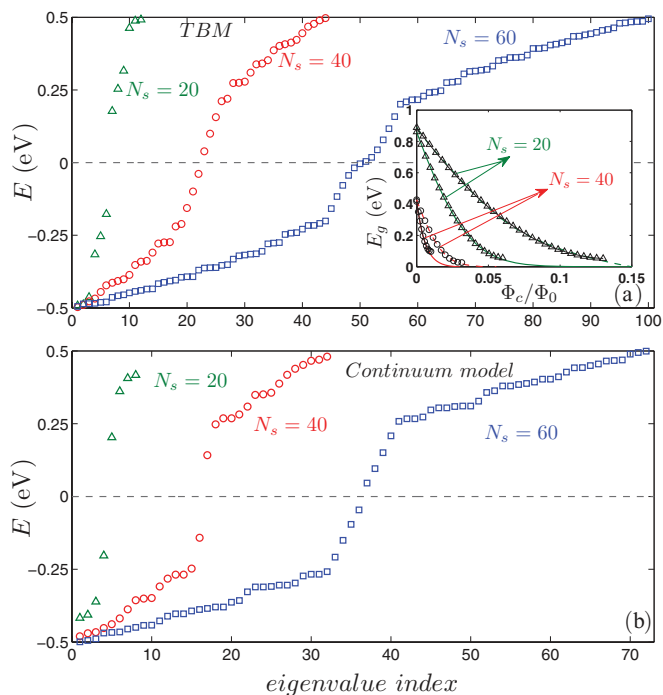 0.5
0.25
0
-0.25
-0.5
E (eV)
TBM
N_s = 20
N_s = 40
N_s = 60
1
0.8
0.6
0.4
0.2
0
E_g (eV)
N_s = 20
N_s = 40
0 0.05 0.1 0.15
Φ_c/Φ_0
(a)
1 10 20 30 40 50 60 70 80 90 100
0.5
0.25
0
-0.25
-0.5
E (eV)
Continuum model
N_s = 20
N_s = 40
N_s = 60
(b)
0 10 20 30 40 50 60 70
eigenvalue index